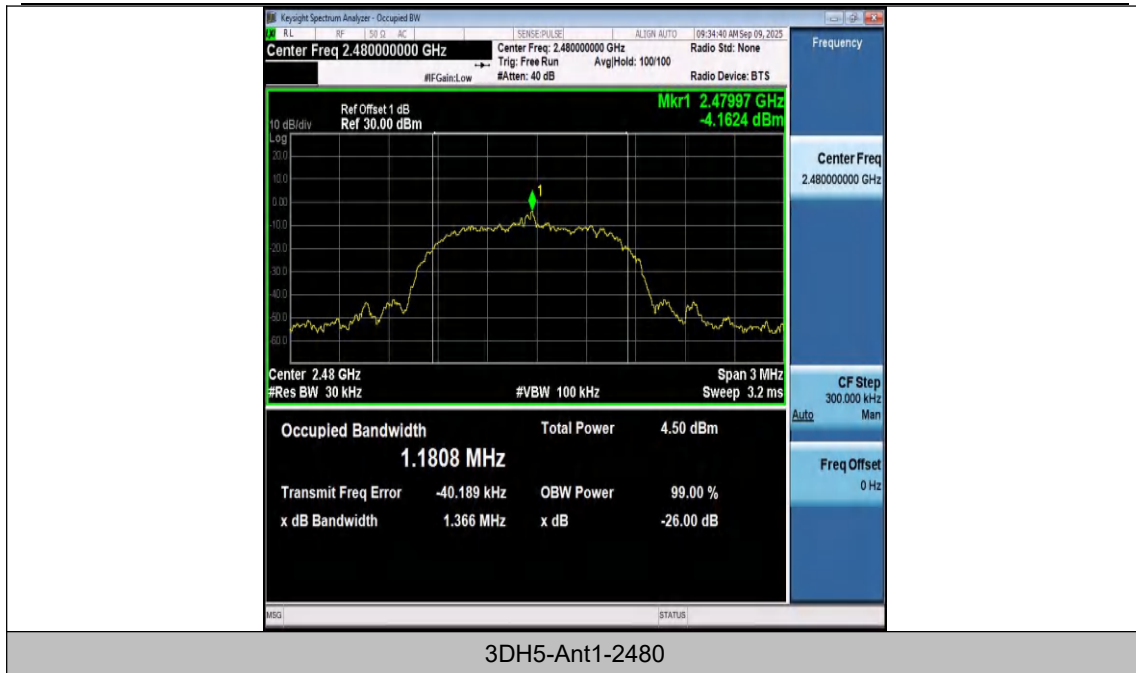 Keysight Spectrum Analyzer - Occupied BW
RL RF 50 Ω AC SENSE:PULSE ALIGN AUTO 09:34:40 AM Sep 09, 2025
Center Freq 2.480000000 GHz Center Freq: 2.480000000 GHz Radio Std: None Frequency
Trig: Free Run Avg|Hold: 100/100
#IFGain:Low #Atten: 40 dB Radio Device: BTS
Mkr1 2.47997 GHz
Ref Offset 1 dB
-4.1624 dBm
10 dB/div Ref 30.00 dBm
Log
20.0
Center Freq
2.480000000 GHz
10.0
1
0.00
-10.0
-20.0
-30.0
-40.0
-50.0
-60.0
Center 2.48 GHz Span 3 MHz
#Res BW 30 kHz #VBW 100 kHz Sweep 3.2 ms
CF Step
300.000 kHz
Auto Man
Occupied Bandwidth Total Power 4.50 dBm
1.1808 MHz
Freq Offset
0 Hz
Transmit Freq Error -40.189 kHz OBW Power 99.00 %
x dB Bandwidth 1.366 MHz x dB -26.00 dB
MSG STATUS
3DH5-Ant1-2480